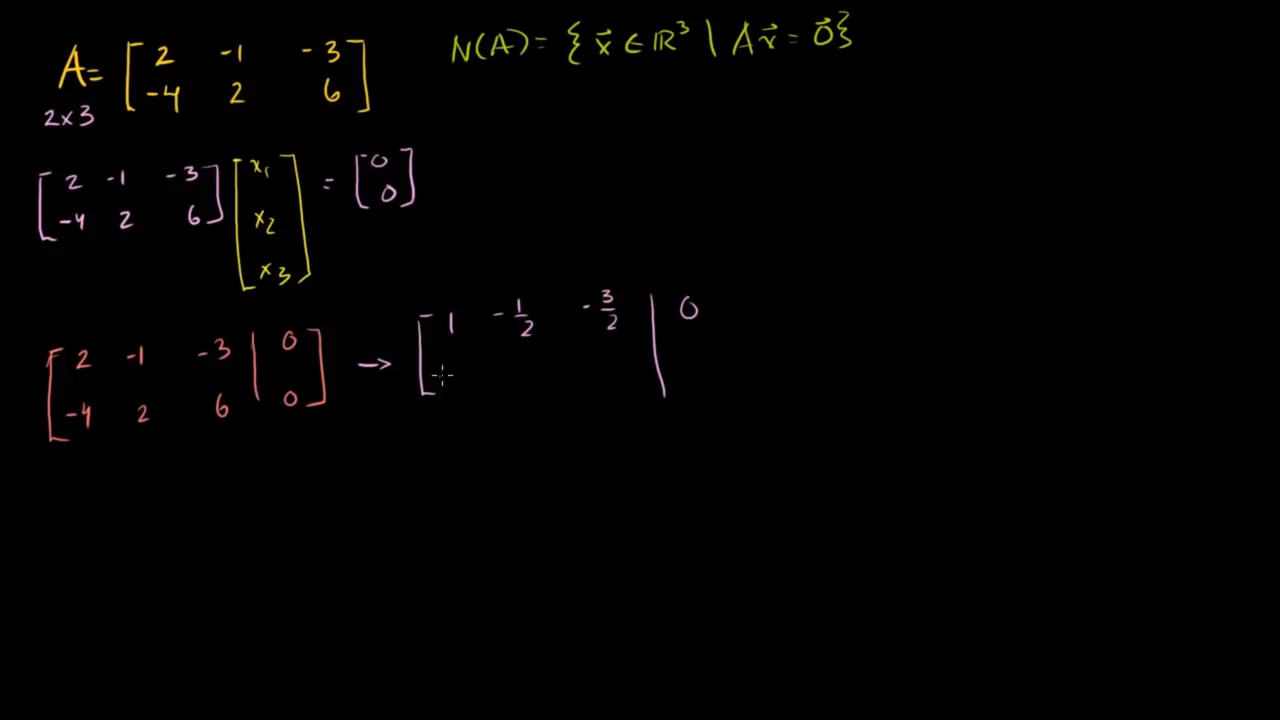 A = [ 2 -1 -3 N(A) = { x⃗ ∈ ℝ³ | Ax⃗ = 0⃗ }
-4 2 6 ]
2x3
[ 2 -1 -3 ] [ x₁ = [ 0
-4 2 6 x₂ 0 ]
x₃ ]
[ 2 -1 -3 | 0 ] → [ 1 -1/2 -3/2 | 0
-4 2 6 | 0 ]